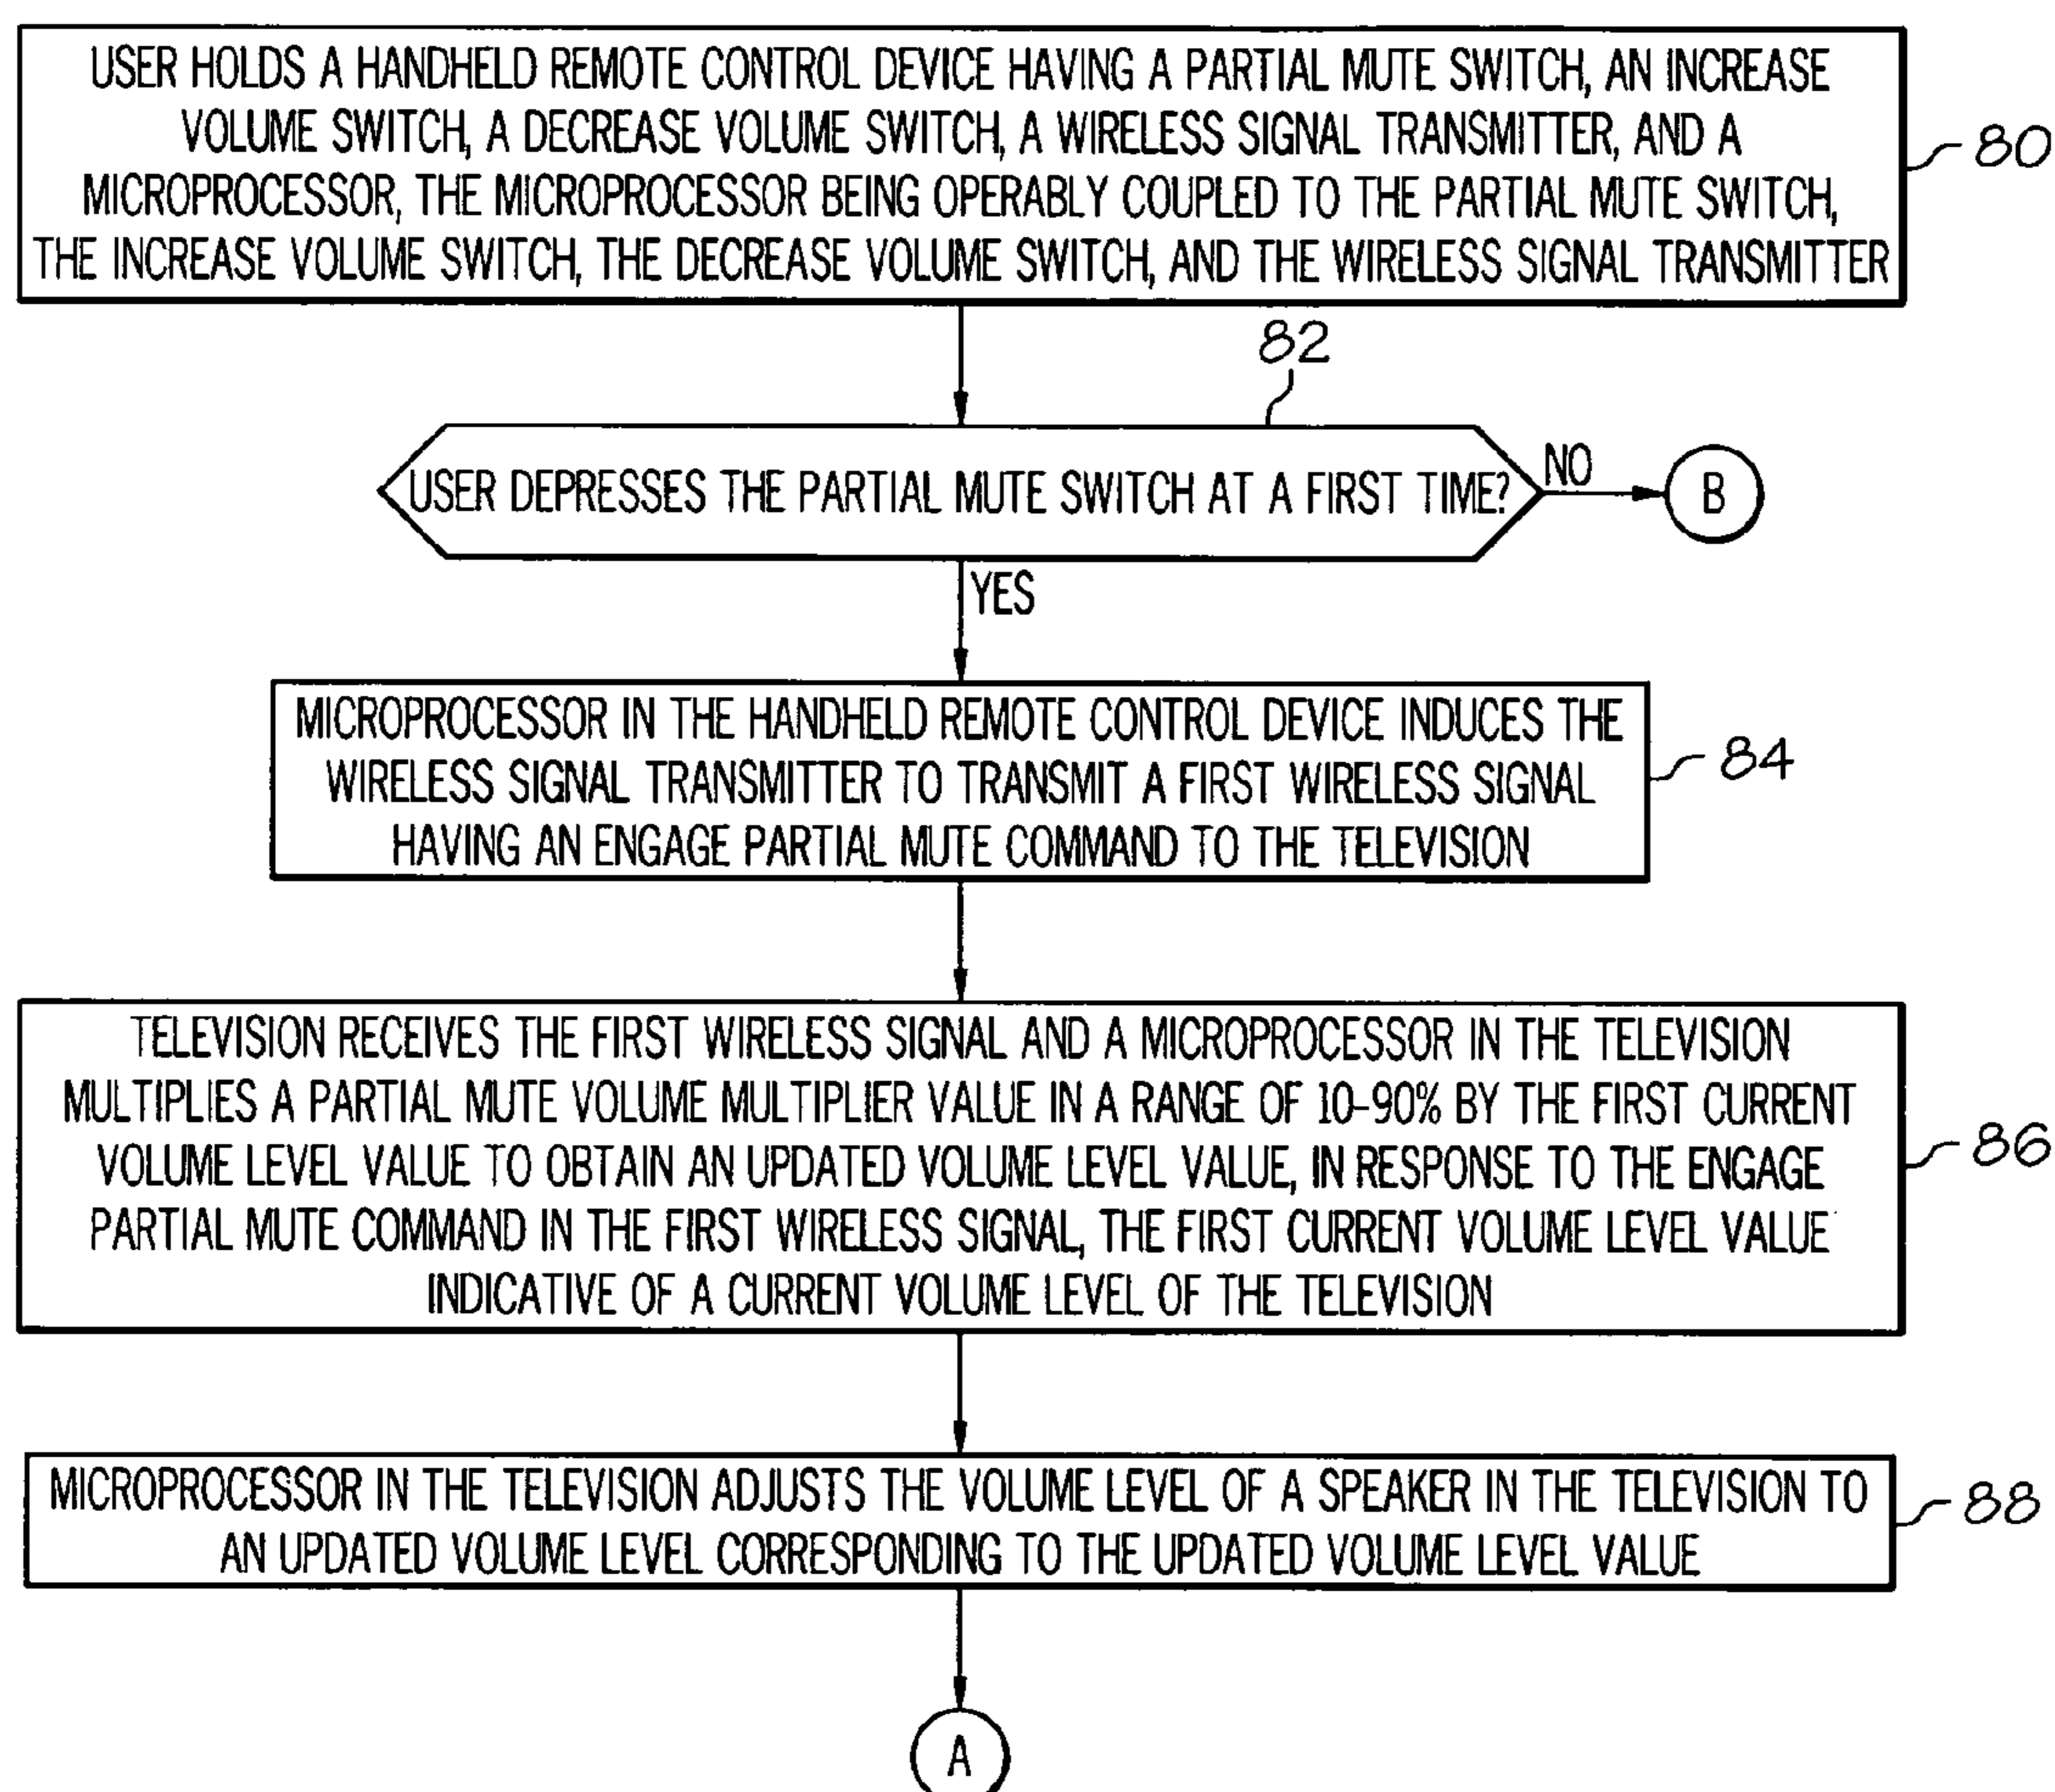 USER HOLDS A HANDHELD REMOTE CONTROL DEVICE HAVING A PARTIAL MUTE SWITCH, AN INCREASE
VOLUME SWITCH, A DECREASE VOLUME SWITCH, A WIRELESS SIGNAL TRANSMITTER, AND A
MICROPROCESSOR, THE MICROPROCESSOR BEING OPERABLY COUPLED TO THE PARTIAL MUTE SWITCH,
THE INCREASE VOLUME SWITCH, THE DECREASE VOLUME SWITCH, AND THE WIRELESS SIGNAL TRANSMITTER
80
82
USER DEPRESSES THE PARTIAL MUTE SWITCH AT A FIRST TIME?
NO
B
YES
MICROPROCESSOR IN THE HANDHELD REMOTE CONTROL DEVICE INDUCES THE
WIRELESS SIGNAL TRANSMITTER TO TRANSMIT A FIRST WIRELESS SIGNAL
HAVING AN ENGAGE PARTIAL MUTE COMMAND TO THE TELEVISION
84
TELEVISION RECEIVES THE FIRST WIRELESS SIGNAL AND A MICROPROCESSOR IN THE TELEVISION
MULTIPLIES A PARTIAL MUTE VOLUME MULTIPLIER VALUE IN A RANGE OF 10-90% BY THE FIRST CURRENT
VOLUME LEVEL VALUE TO OBTAIN AN UPDATED VOLUME LEVEL VALUE, IN RESPONSE TO THE ENGAGE
PARTIAL MUTE COMMAND IN THE FIRST WIRELESS SIGNAL, THE FIRST CURRENT VOLUME LEVEL VALUE
INDICATIVE OF A CURRENT VOLUME LEVEL OF THE TELEVISION
86
MICROPROCESSOR IN THE TELEVISION ADJUSTS THE VOLUME LEVEL OF A SPEAKER IN THE TELEVISION TO
AN UPDATED VOLUME LEVEL CORRESPONDING TO THE UPDATED VOLUME LEVEL VALUE
88
A